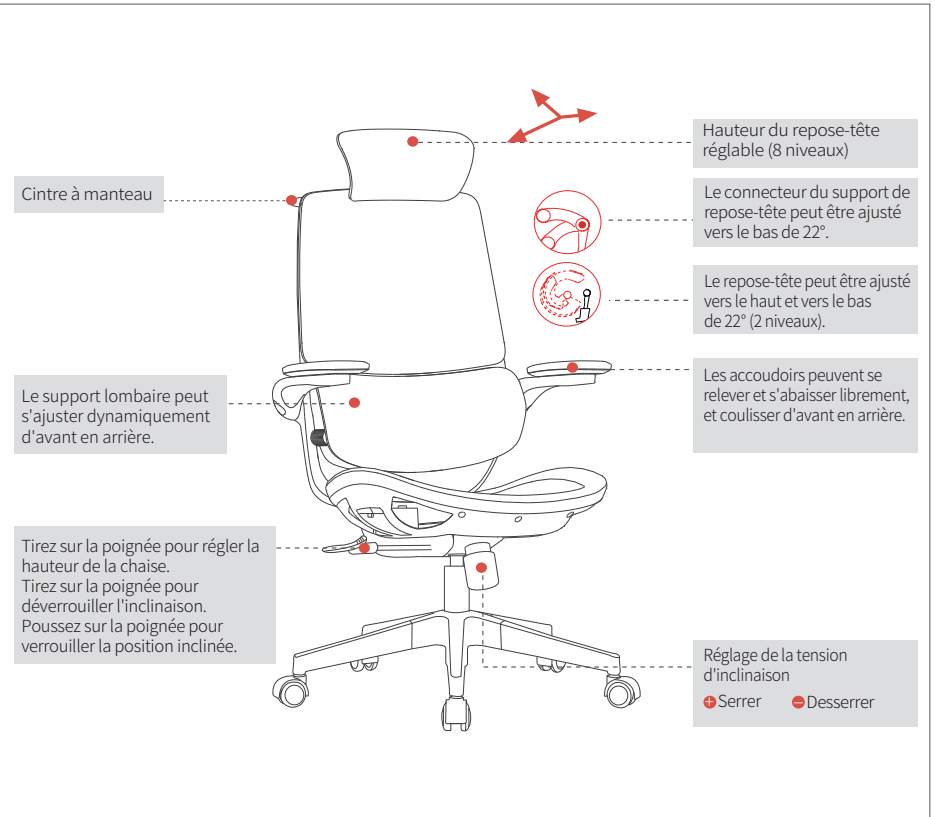 Hauteur du repose-tête
réglable (8 niveaux)
Cintre à manteau
Le connecteur du support de
repose-tête peut être ajusté
vers le bas de 22°.
Le repose-tête peut être ajusté
vers le haut et vers le bas
de 22° (2 niveaux).
Le support lombaire peut
s'ajuster dynamiquement
d'avant en arrière.
Les accoudoirs peuvent se
relever et s'abaisser librement,
et coulisser d'avant en arrière.
Tirez sur la poignée pour régler la
hauteur de la chaise.
Tirez sur la poignée pour
déverrouiller l'inclinaison.
Poussez sur la poignée pour
verrouiller la position inclinée.
Réglage de la tension
d'inclinaison
+ Serrer − Desserrer